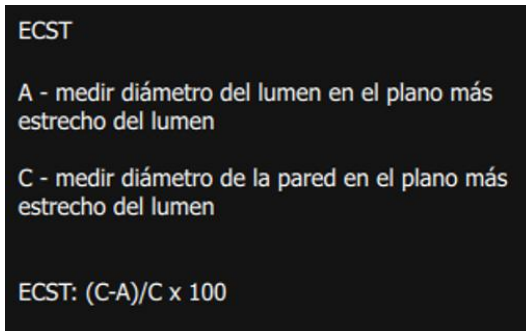 ECST
A - medir diámetro del lumen en el plano más
estrecho del lumen
C - medir diámetro de la pared en el plano más
estrecho del lumen
ECST: (C-A)/C x 100